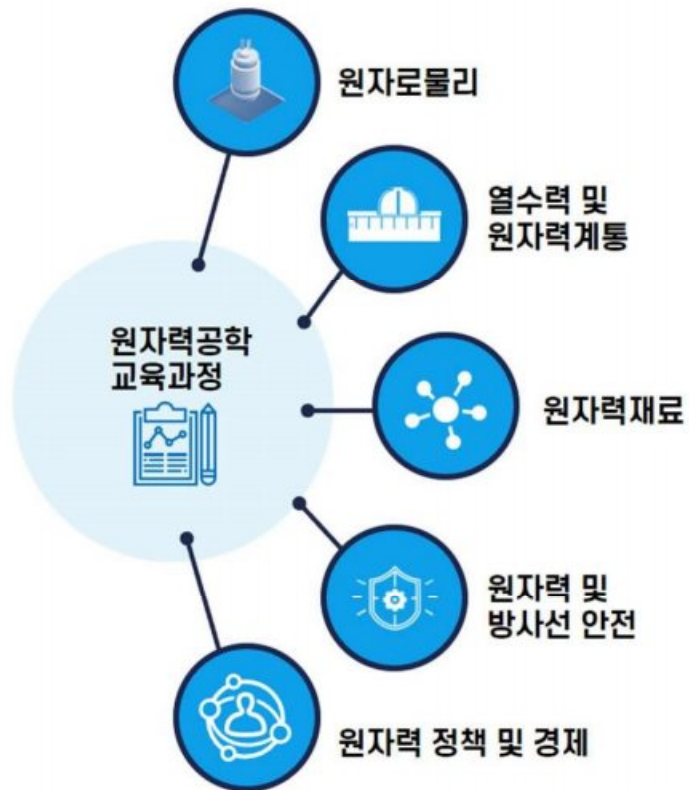 원자로물리
열수력 및
원자력계통
원자력공학
교육과정
원자력재료
원자력 및
방사선 안전
원자력 정책 및 경제